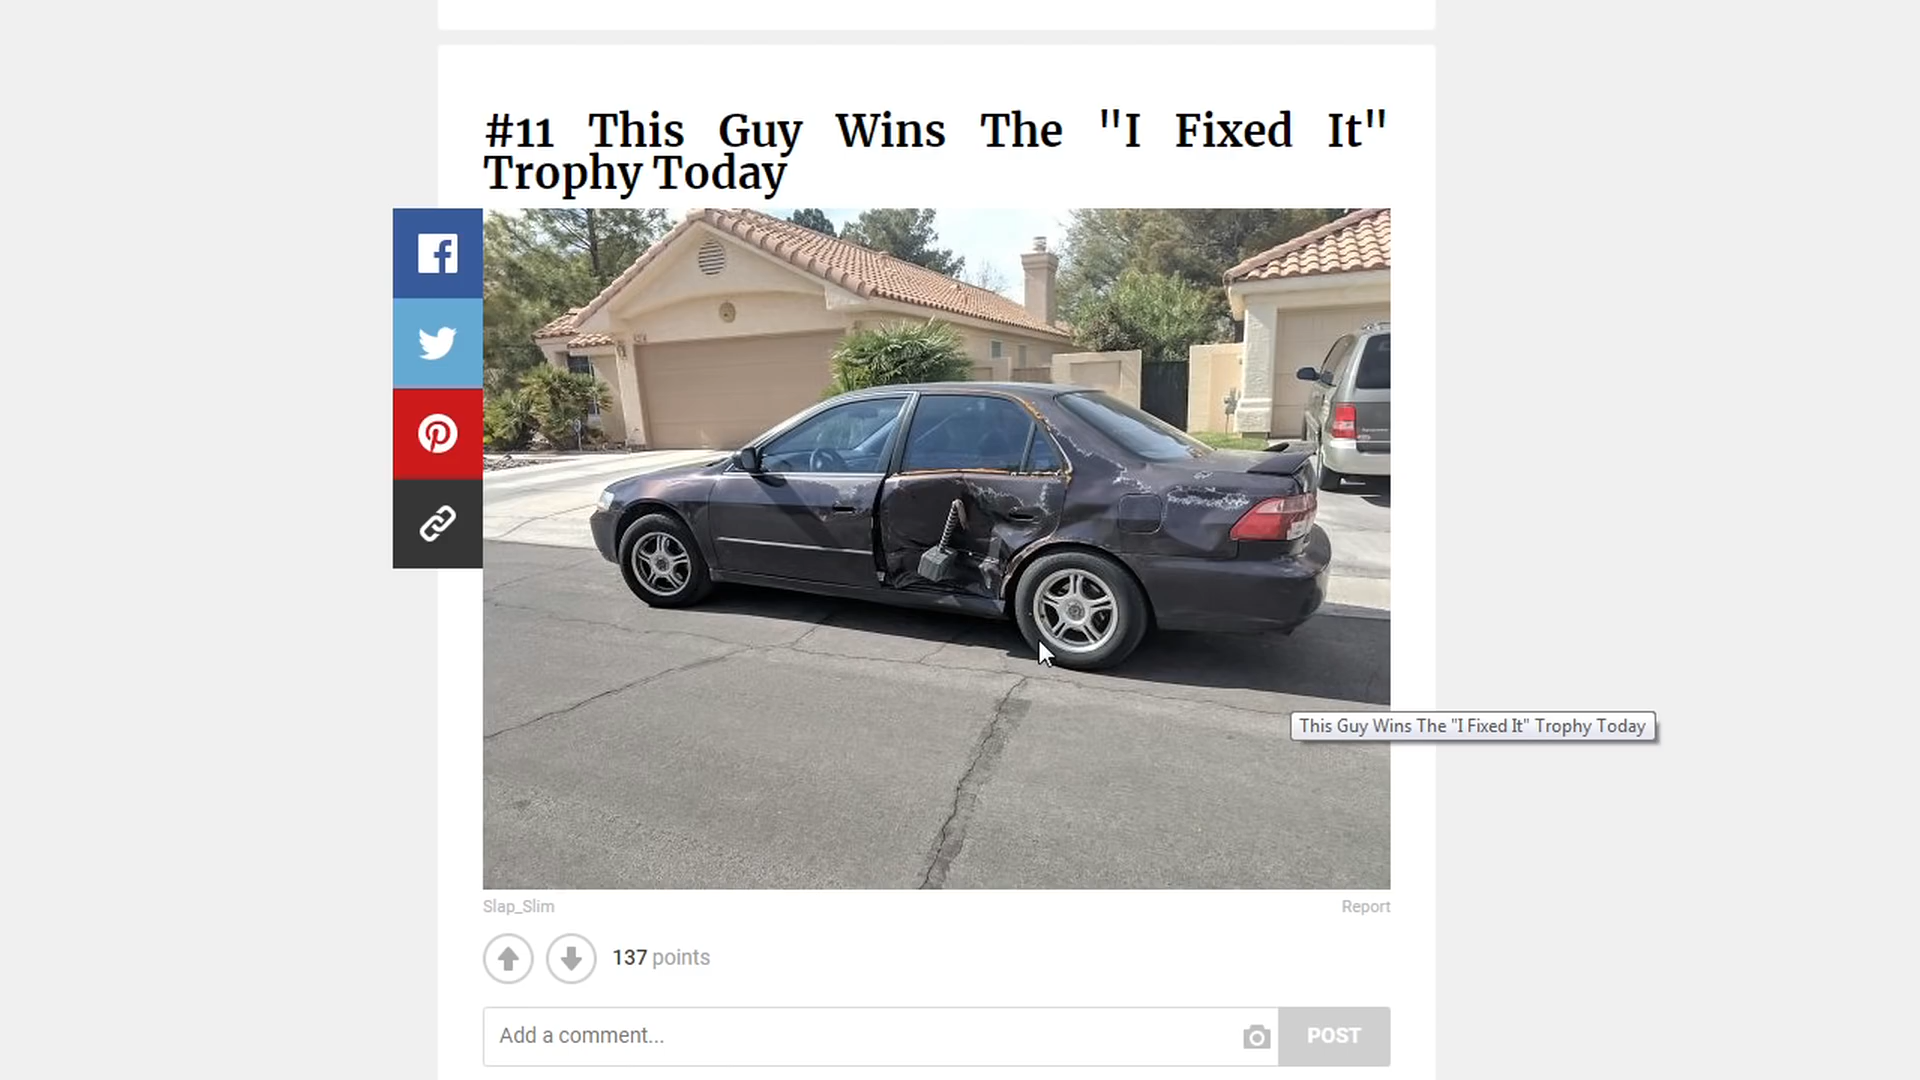 #11 This Guy Wins The "I Fixed It"
Trophy Today
This Guy Wins The "I Fixed It" Trophy Today
Slap_Slim
Report
137 points
Add a comment...
POST